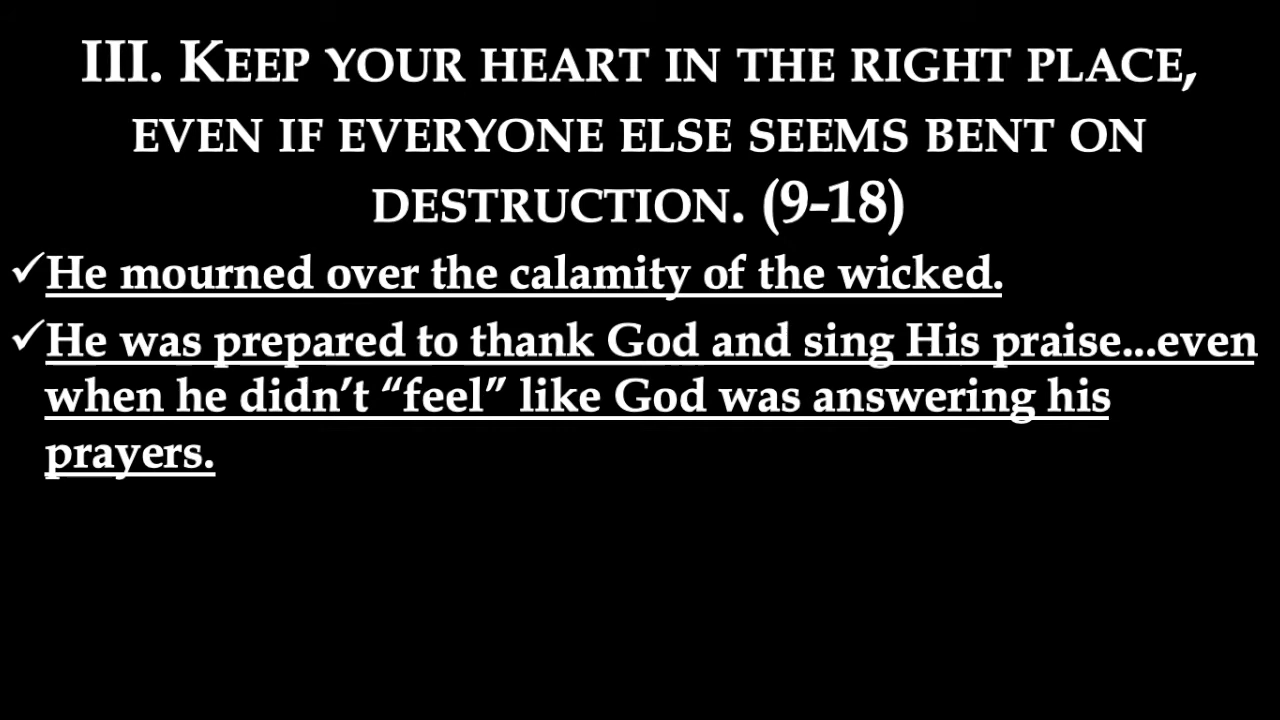 III. KEEP YOUR HEART IN THE RIGHT PLACE,
EVEN IF EVERYONE ELSE SEEMS BENT ON
DESTRUCTION. (9-18)
✓He mourned over the calamity of the wicked.
✓He was prepared to thank God and sing His praise...even
when he didn’t “feel” like God was answering his
prayers.